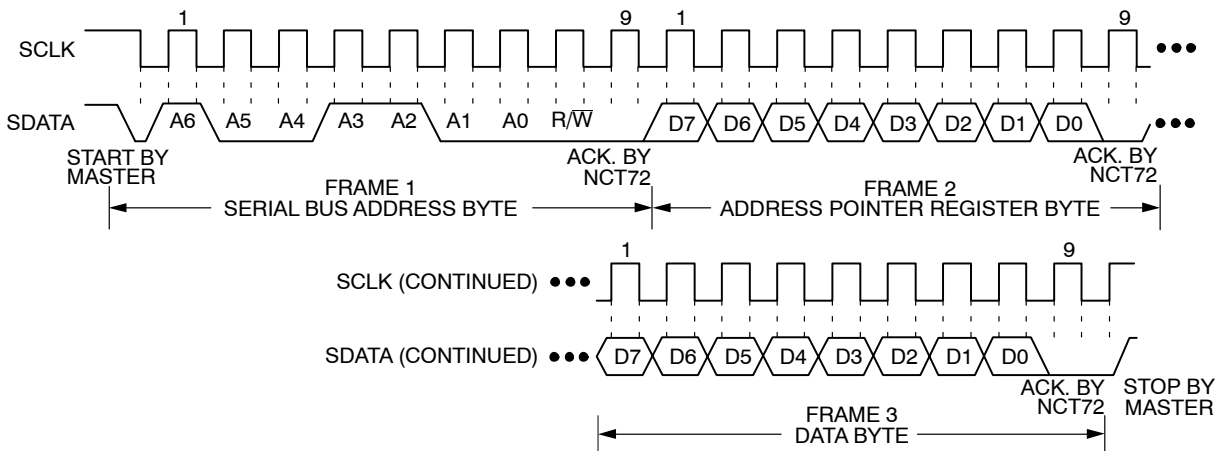 1 9 1 9
SCLK
SDATA A6 A5 A4 A3 A2 A1 A0 R/W̅ D7 D6 D5 D4 D3 D2 D1 D0
START BY
MASTER
ACK. BY
NCT72
ACK. BY
NCT72
FRAME 1
SERIAL BUS ADDRESS BYTE
FRAME 2
ADDRESS POINTER REGISTER BYTE
1 9
SCLK (CONTINUED)
SDATA (CONTINUED) D7 D6 D5 D4 D3 D2 D1 D0
ACK. BY
NCT72
STOP BY
MASTER
FRAME 3
DATA BYTE